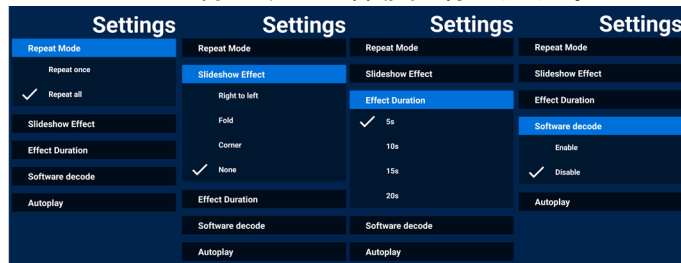 Settings
Repeat Mode
Repeat once
Repeat all
Slideshow Effect
Effect Duration
Software decode
Autoplay
Settings
Repeat Mode
Slideshow Effect
Right to left
Fold
Corner
None
Effect Duration
Software decode
Autoplay
Settings
Repeat Mode
Slideshow Effect
Effect Duration
5s
10s
15s
20s
Software decode
Autoplay
Settings
Repeat Mode
Slideshow Effect
Effect Duration
Software decode
Enable
Disable
Autoplay